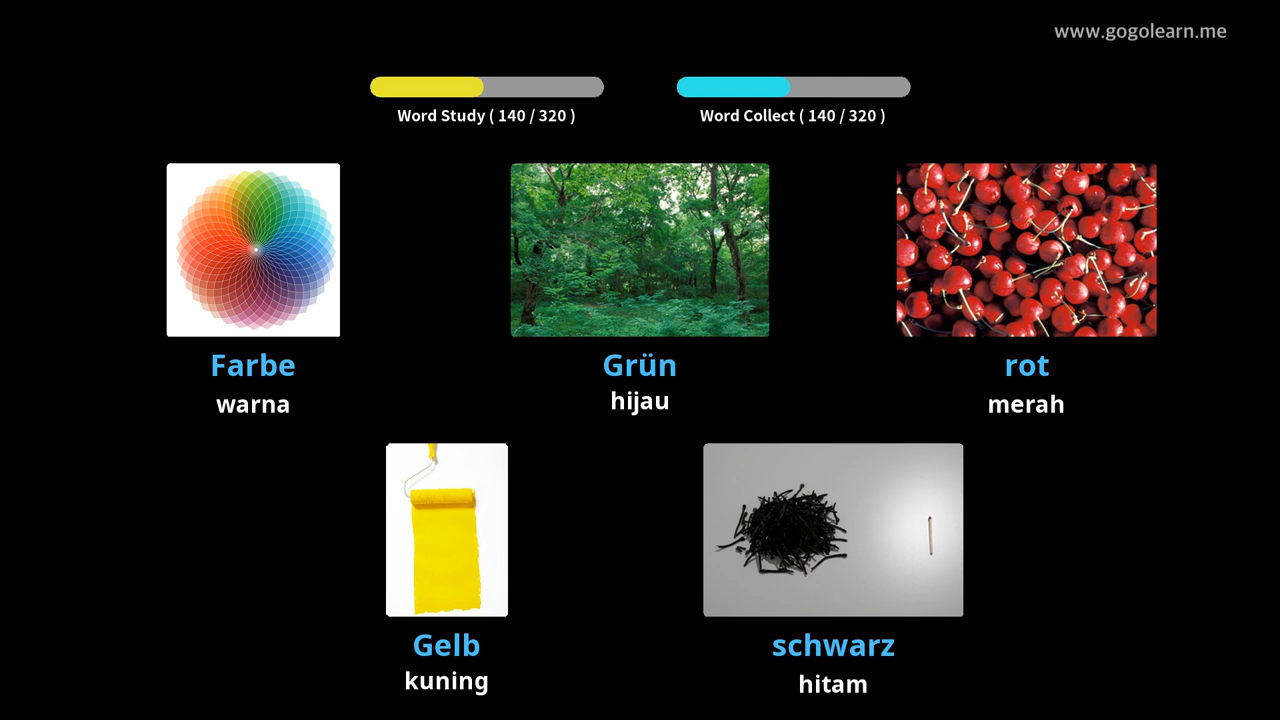 www.gogolearn.me
Word Study ( 140 / 320 )
Word Collect ( 140 / 320 )
Farbe
warna
Grün
hijau
rot
merah
Gelb
kuning
schwarz
hitam